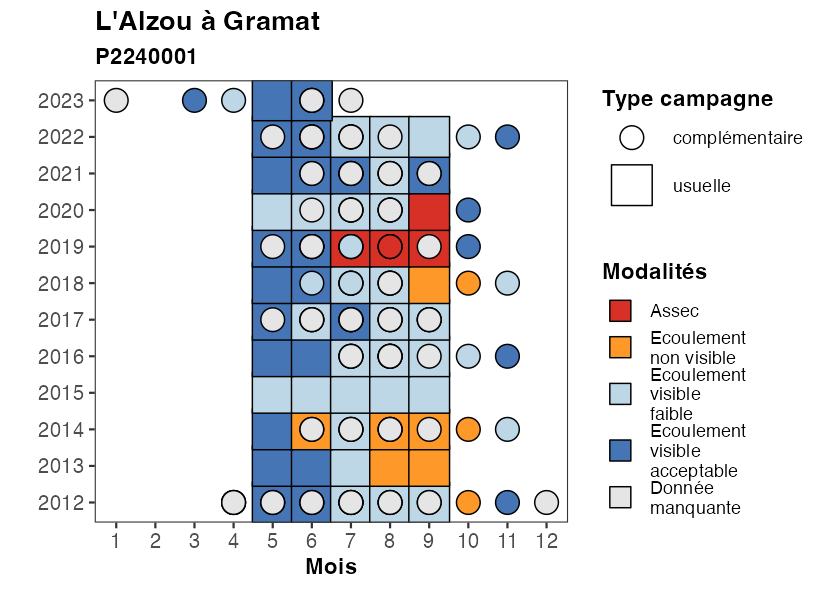 L'Alzou à Gramat
P2240001
2023
2022
2021
2020
2019
2018
2017
2016
2015
2014
2013
2012
1 2 3 4 5 6 7 8 9 10 11 12
Mois
Type campagne
complémentaire
usuelle
Modalités
Assec
Ecoulement
non visible
Ecoulement
visible
faible
Ecoulement
visible
acceptable
Donnée
manquante